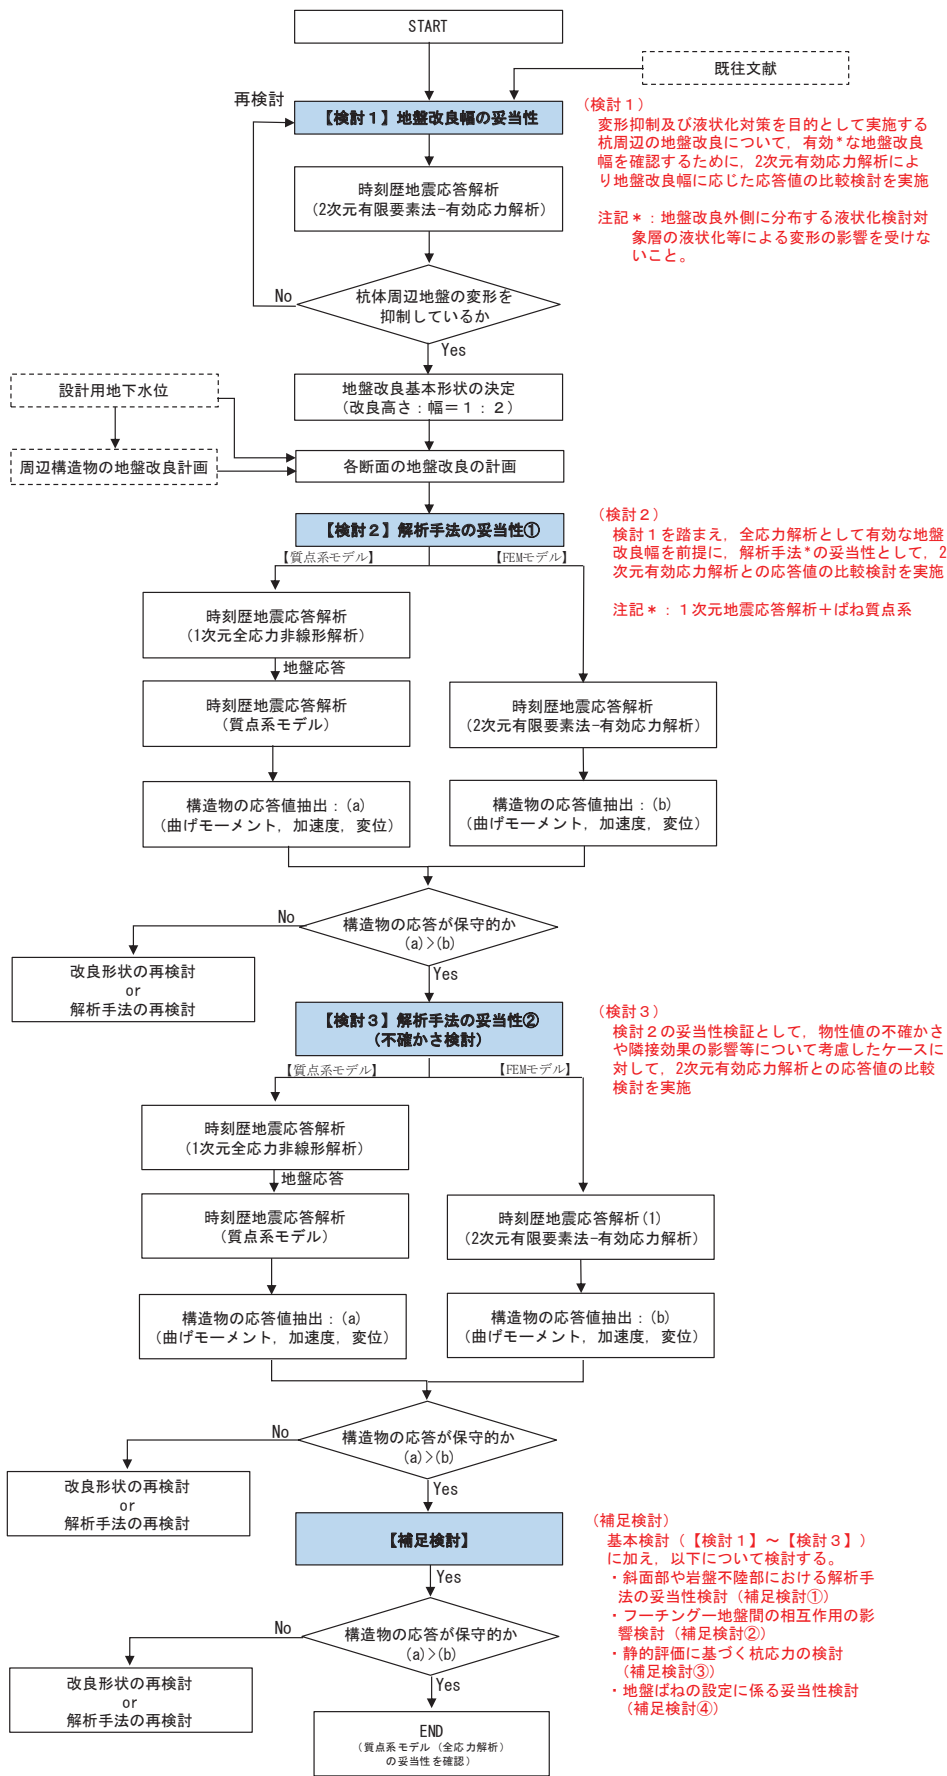 START
既往文献
再検討
【検討１】地盤改良幅の妥当性
（検討１）
変形抑制及び液状化対策を目的として実施する
杭周辺の地盤改良について，有効*な地盤改良
幅を確認するために，2次元有効応力解析によ
り地盤改良幅に応じた応答値の比較検討を実施
注記＊：地盤改良外側に分布する液状化検討対
象層の液状化等による変形の影響を受けな
いこと。
時刻歴地震応答解析
(2次元有限要素法−有効応力解析)
No
杭体周辺地盤の変形を
抑制しているか
Yes
設計用地下水位
地盤改良基本形状の決定
（改良高さ：幅＝１：２）
周辺構造物の地盤改良計画
各断面の地盤改良の計画
【検討２】解析手法の妥当性①
（検討２）
検討１を踏まえ，全応力解析として有効な地盤
改良幅を前提に，解析手法*の妥当性として，2
次元有効応力解析との応答値の比較検討を実施
注記＊：１次元地震応答解析＋ばね質点系
【質点系モデル】
【FEMモデル】
時刻歴地震応答解析
(1次元全応力非線形解析)
地盤応答
時刻歴地震応答解析
(質点系モデル)
時刻歴地震応答解析
(2次元有限要素法−有効応力解析)
構造物の応答値抽出：(a)
(曲げモーメント，加速度，変位)
構造物の応答値抽出：(b)
(曲げモーメント，加速度，変位)
No
構造物の応答が保守的か
(a)>(b)
Yes
改良形状の再検討
or
解析手法の再検討
【検討３】解析手法の妥当性②
(不確かさ検討)
（検討３）
検討２の妥当性検証として，物性値の不確かさ
や隣接効果の影響等について考慮したケースに
対して，2次元有効応力解析との応答値の比較
検討を実施
【質点系モデル】
【FEMモデル】
時刻歴地震応答解析
(1次元全応力非線形解析)
地盤応答
時刻歴地震応答解析
(質点系モデル)
時刻歴地震応答解析(1)
(2次元有限要素法−有効応力解析)
構造物の応答値抽出：(a)
(曲げモーメント，加速度，変位)
構造物の応答値抽出：(b)
(曲げモーメント，加速度，変位)
No
構造物の応答が保守的か
(a)>(b)
Yes
改良形状の再検討
or
解析手法の再検討
【補足検討】
（補足検討）
基本検討（【検討１】～【検討３】）
に加え，以下について検討する。
・斜面部や岩盤不陸部における解析手
法の妥当性検討（補足検討①）
・フーチング－地盤間の相互作用の影
響検討（補足検討②）
・静的評価に基づく杭応力の検討
（補足検討③）
・地盤ばねの設定に係る妥当性検討
（補足検討④）
Yes
No
構造物の応答が保守的か
(a)>(b)
Yes
改良形状の再検討
or
解析手法の再検討
END
（質点系モデル（全応力解析）
の妥当性を確認）